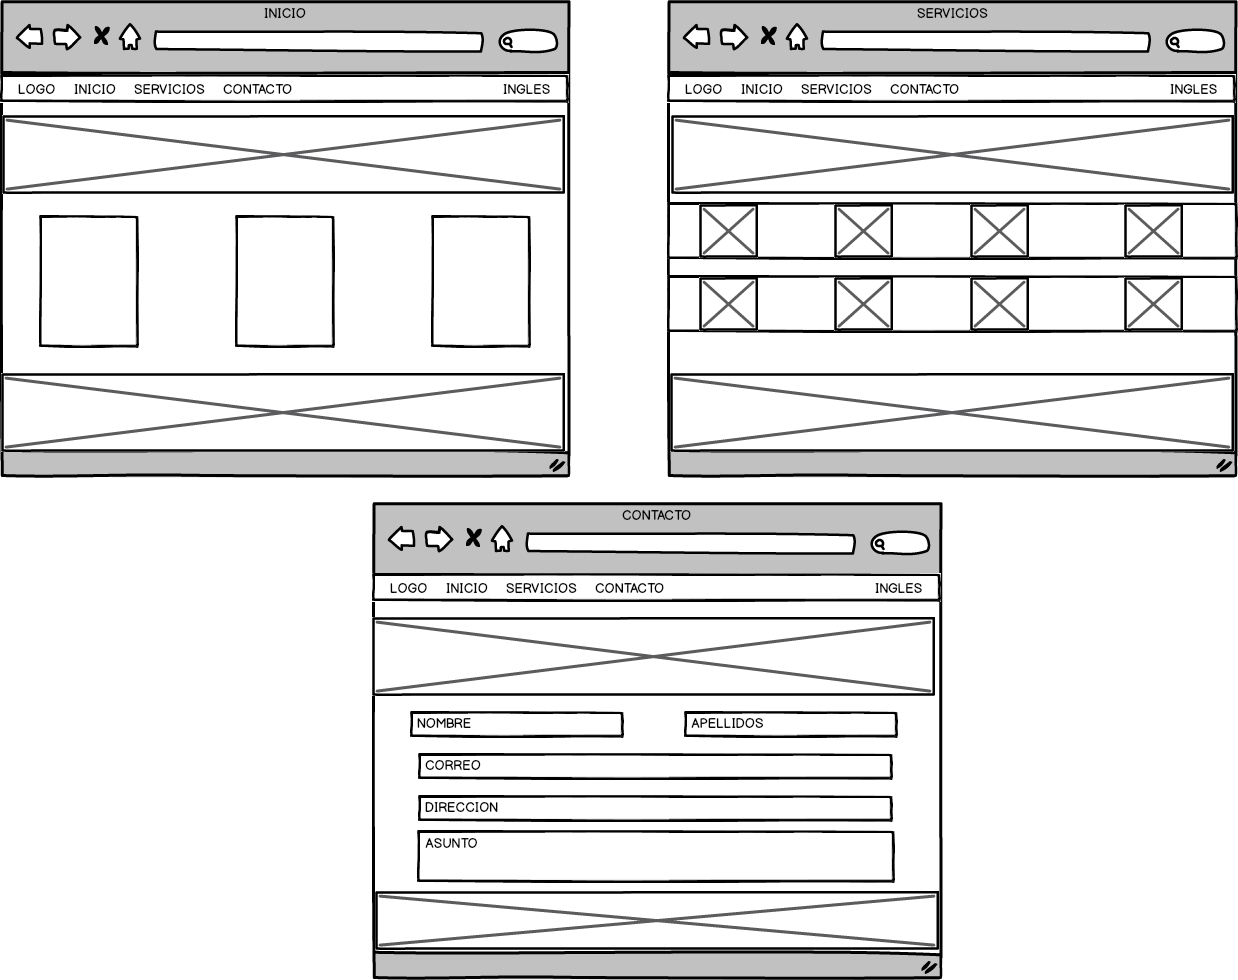 INICIO
LOGO INICIO SERVICIOS CONTACTO INGLES
SERVICIOS
LOGO INICIO SERVICIOS CONTACTO INGLES
CONTACTO
LOGO INICIO SERVICIOS CONTACTO INGLES
NOMBRE APELLIDOS
CORREO
DIRECCION
ASUNTO